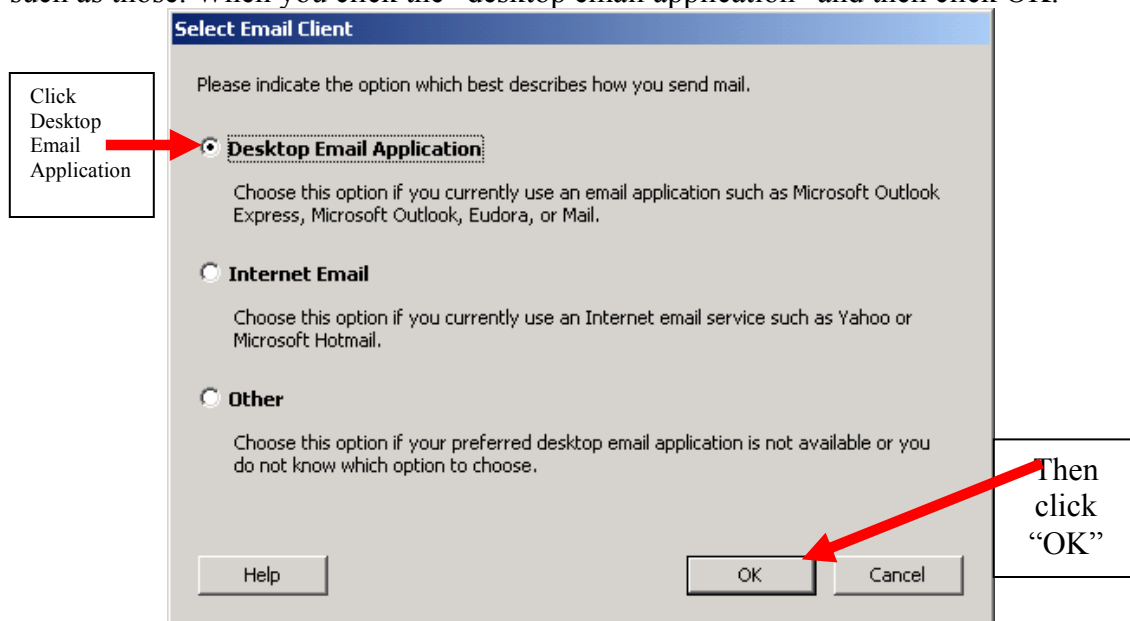 such as those. When you click the "desktop email application" and then click OK.
Select Email Client
Please indicate the option which best describes how you send mail.
Click
Desktop
Email
Application
Desktop Email Application
Choose this option if you currently use an email application such as Microsoft Outlook
Express, Microsoft Outlook, Eudora, or Mail.
Internet Email
Choose this option if you currently use an Internet email service such as Yahoo or
Microsoft Hotmail.
Other
Choose this option if your preferred desktop email application is not available or you
do not know which option to choose.
Then
click
“OK”
Help
OK
Cancel